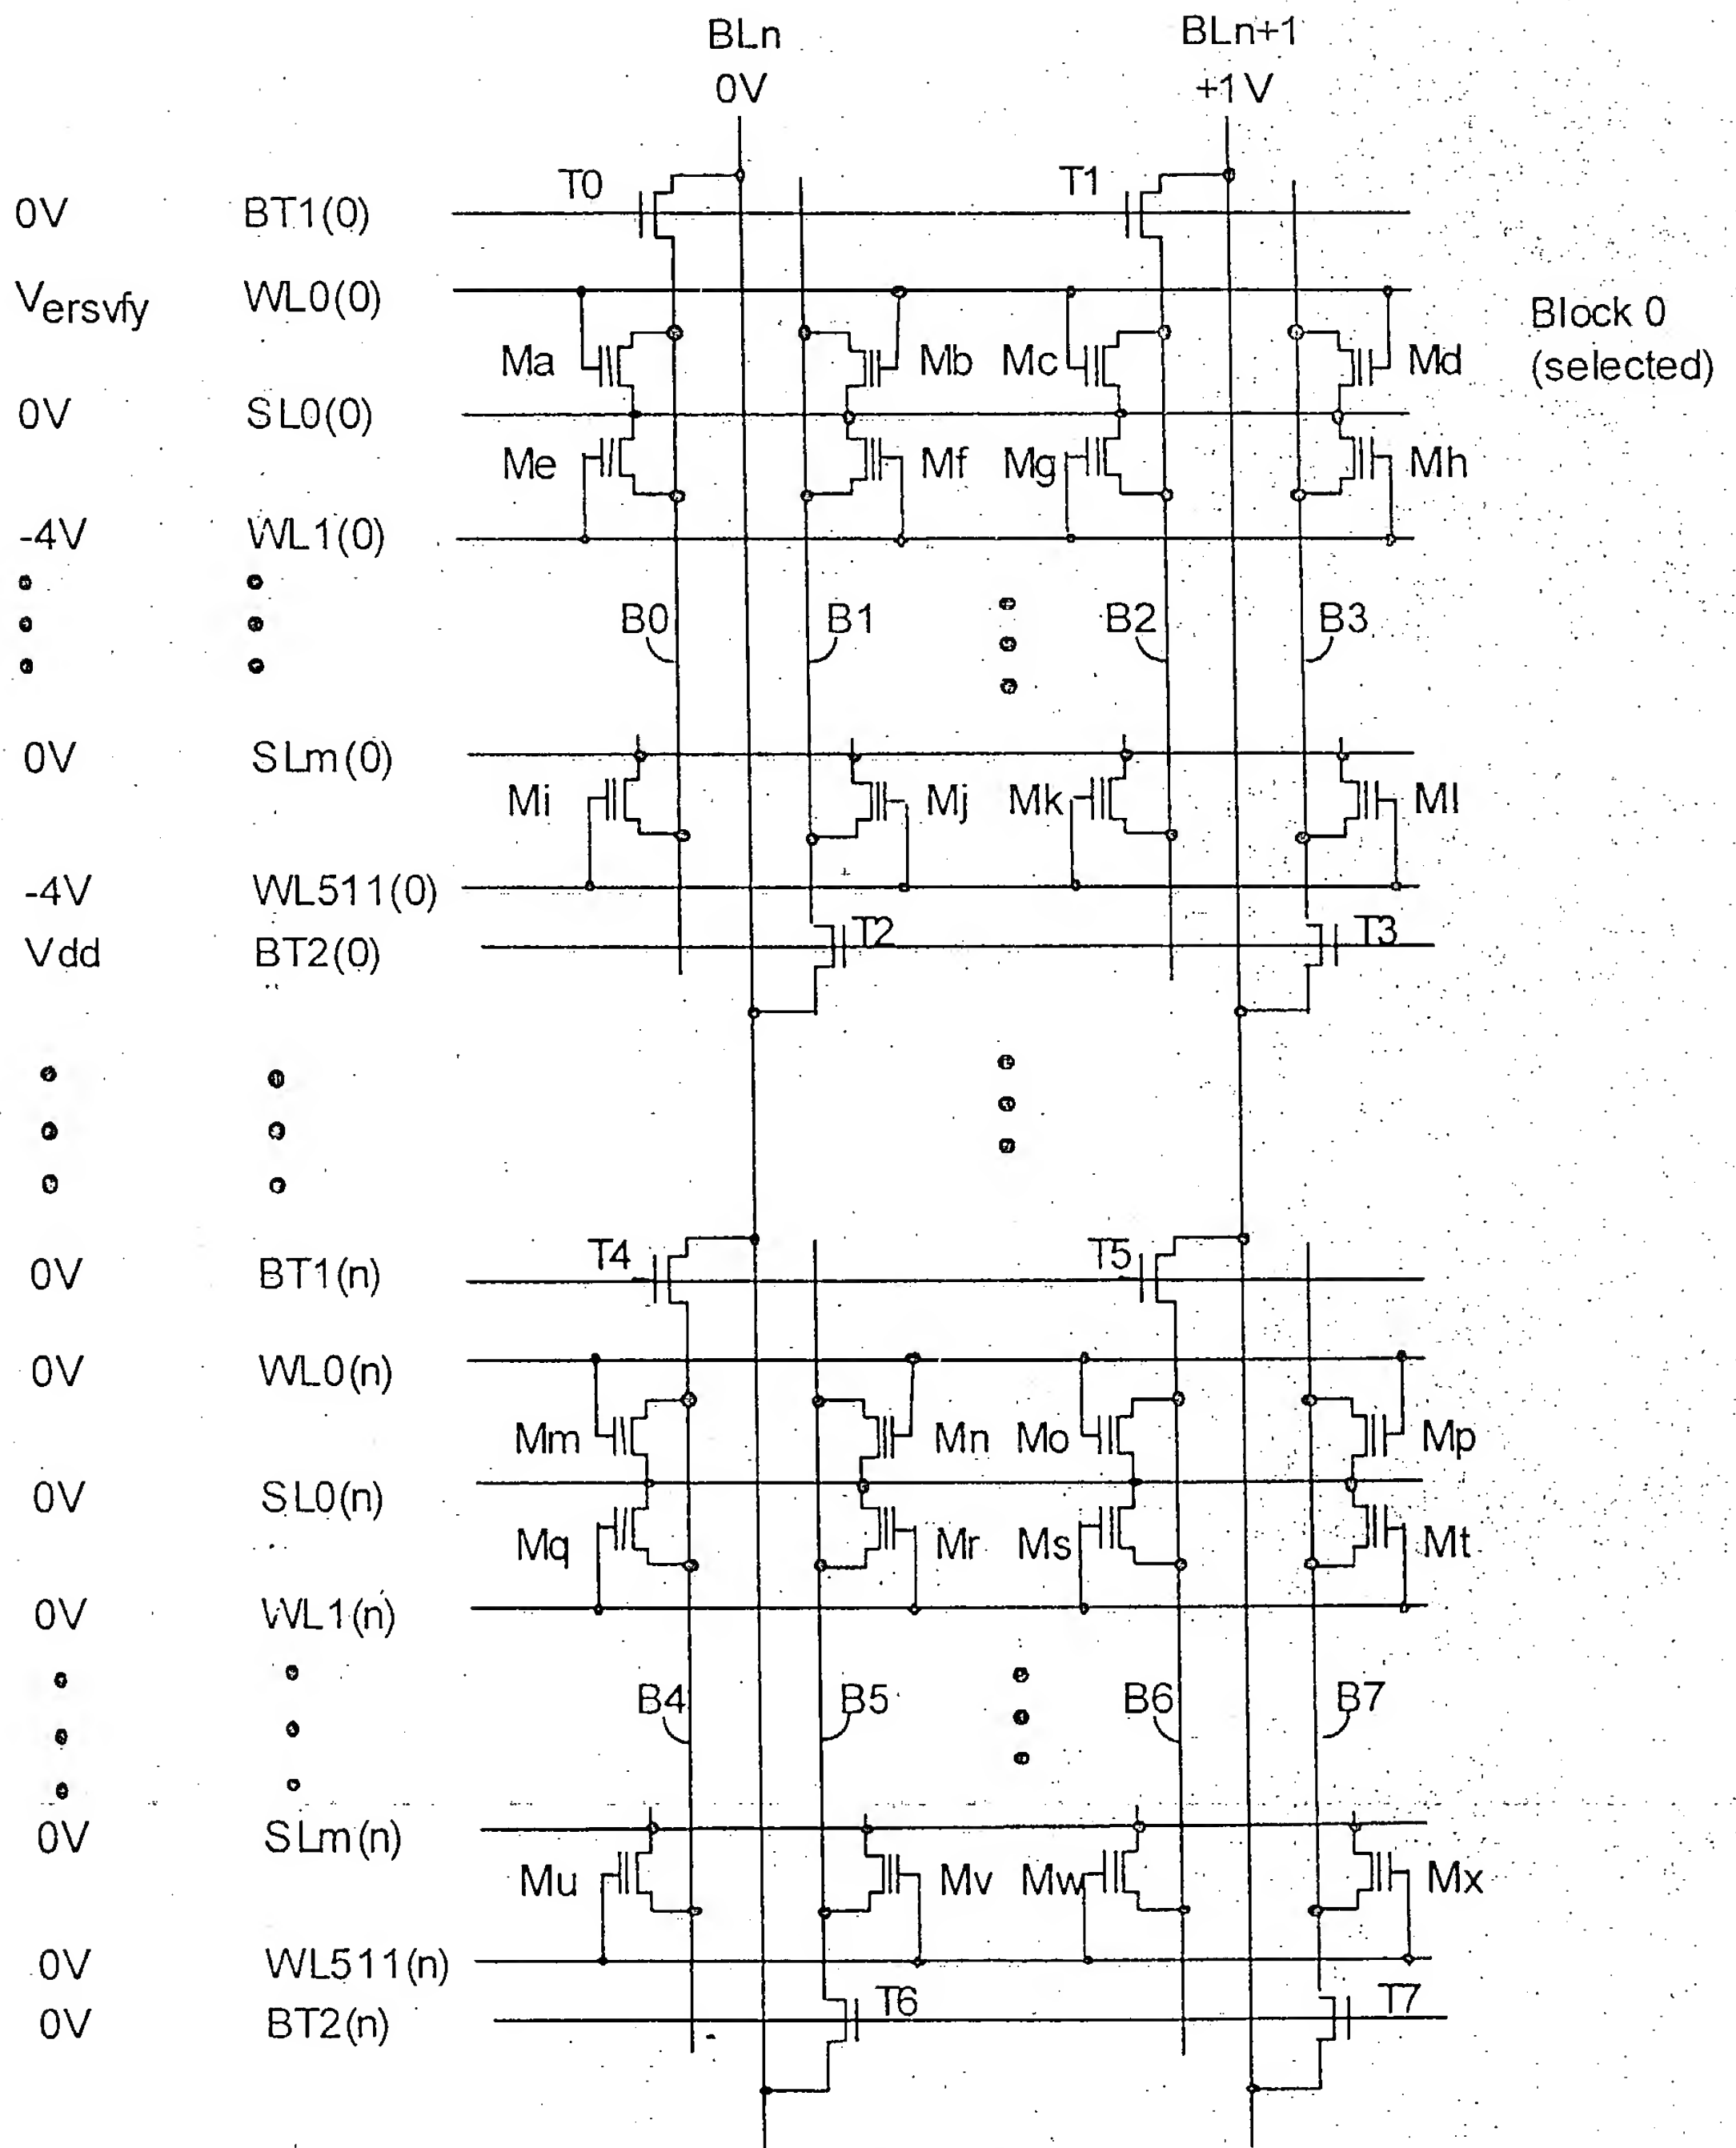 BLn BLn+1
0V +1V
T0 T1
0V BT1(0)
Versvfy WL0(0)
Block 0
(selected)
Ma Mb Mc Md
0V SL0(0)
Me Mf Mg Mh
-4V WL1(0)
B0 B1 B2 B3
0V SLm(0)
Mi Mj Mk Ml
-4V WL511(0)
T2 T3
Vdd BT2(0)
T4 T5
0V BT1(n)
0V WL0(n)
Mm Mn Mo Mp
0V SL0(n)
Mq Mr Ms Mt
0V WL1(n)
B4 B5 B6 B7
0V SLm(n)
Mu Mv Mw Mx
0V WL511(n)
T6 T7
0V BT2(n)